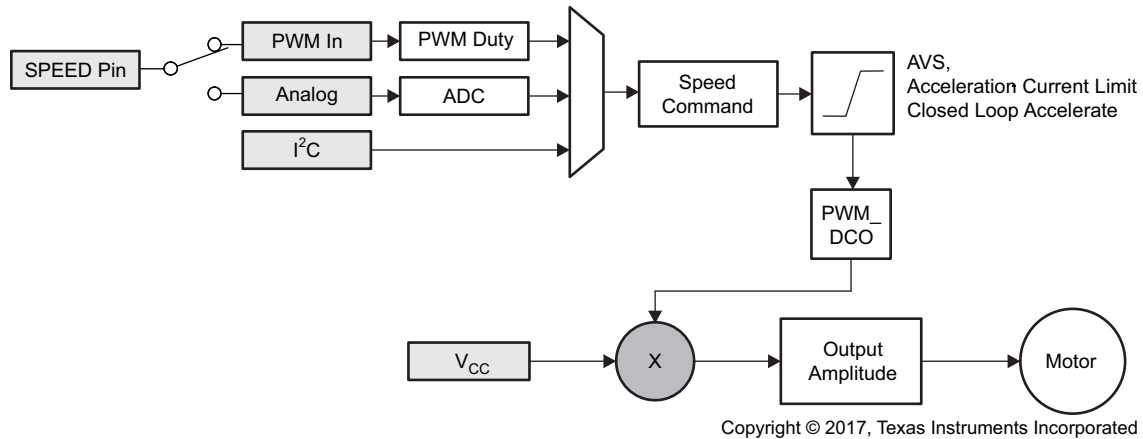 SPEED Pin
PWM In
PWM Duty
Analog
ADC
I²C
Speed
Command
AVS,
Acceleration Current Limit
Closed Loop Accelerate
PWM_
DCO
VCC
X
Output
Amplitude
Motor
Copyright © 2017, Texas Instruments Incorporated